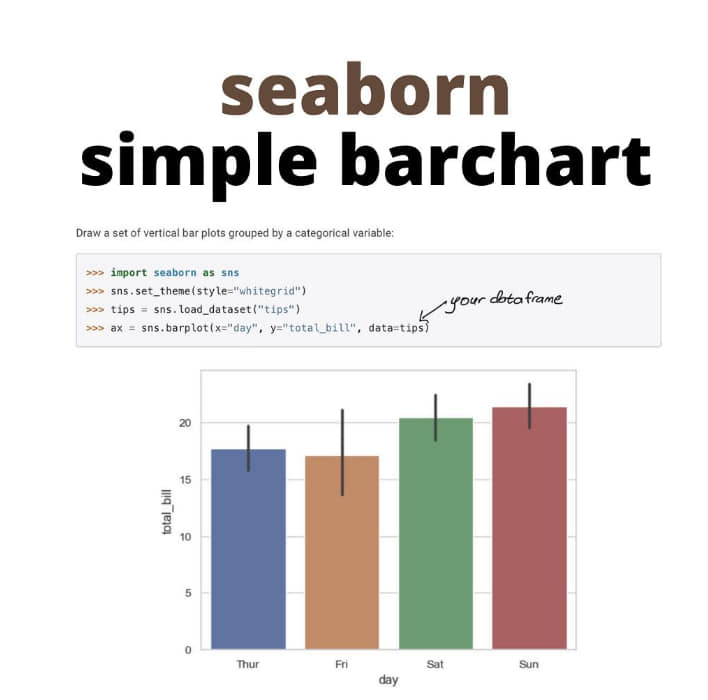 seaborn
simple barchart
Draw a set of vertical bar plots grouped by a categorical variable:
>>> import seaborn as sns
>>> sns.set_theme(style="whitegrid")
>>> tips = sns.load_dataset("tips")
your dataframe
>>> ax = sns.barplot(x="day", y="total_bill", data=tips)
20
15
10
5
0
total_bill
Thur Fri Sat Sun
day